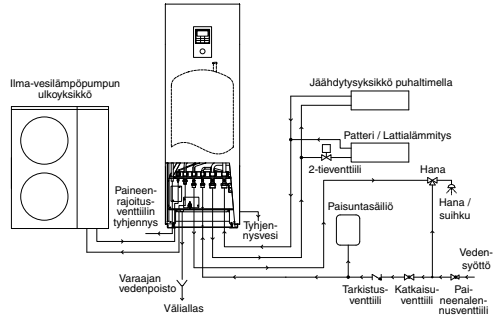 Ilma-vesilämpöpumpun
ulkoyksikkö
Jäähdytysyksikkö puhaltimella
Patteri / Lattialämmitys
2-tieventtiili
Hana
Hana /
suihku
Paineen-
rajoitus-
venttiilin
tyhjennys
Tyhjen-
nysvesi
Paisuntasäiliö
Varaajan
vedenpoisto
Väliallas
Veden-
syöttö
Tarkistus-
venttiili
Katkaisu-
venttiili
Pai-
neenalen-
nusventtiili